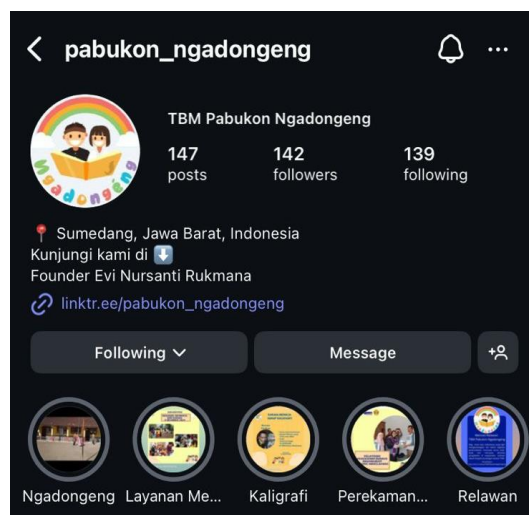 pabukon_ngadongeng
TBM Pabukon Ngadongeng
147 142 139
posts followers following
Sumedang, Jawa Barat, Indonesia
Kunjungi kami di
Founder Evi Nursanti Rukmana
linktr.ee/pabukon_ngadongeng
Following Message
Ngadongeng Layanan Me... Kaligrafi Perekaman... Relawan
Ngadongéng